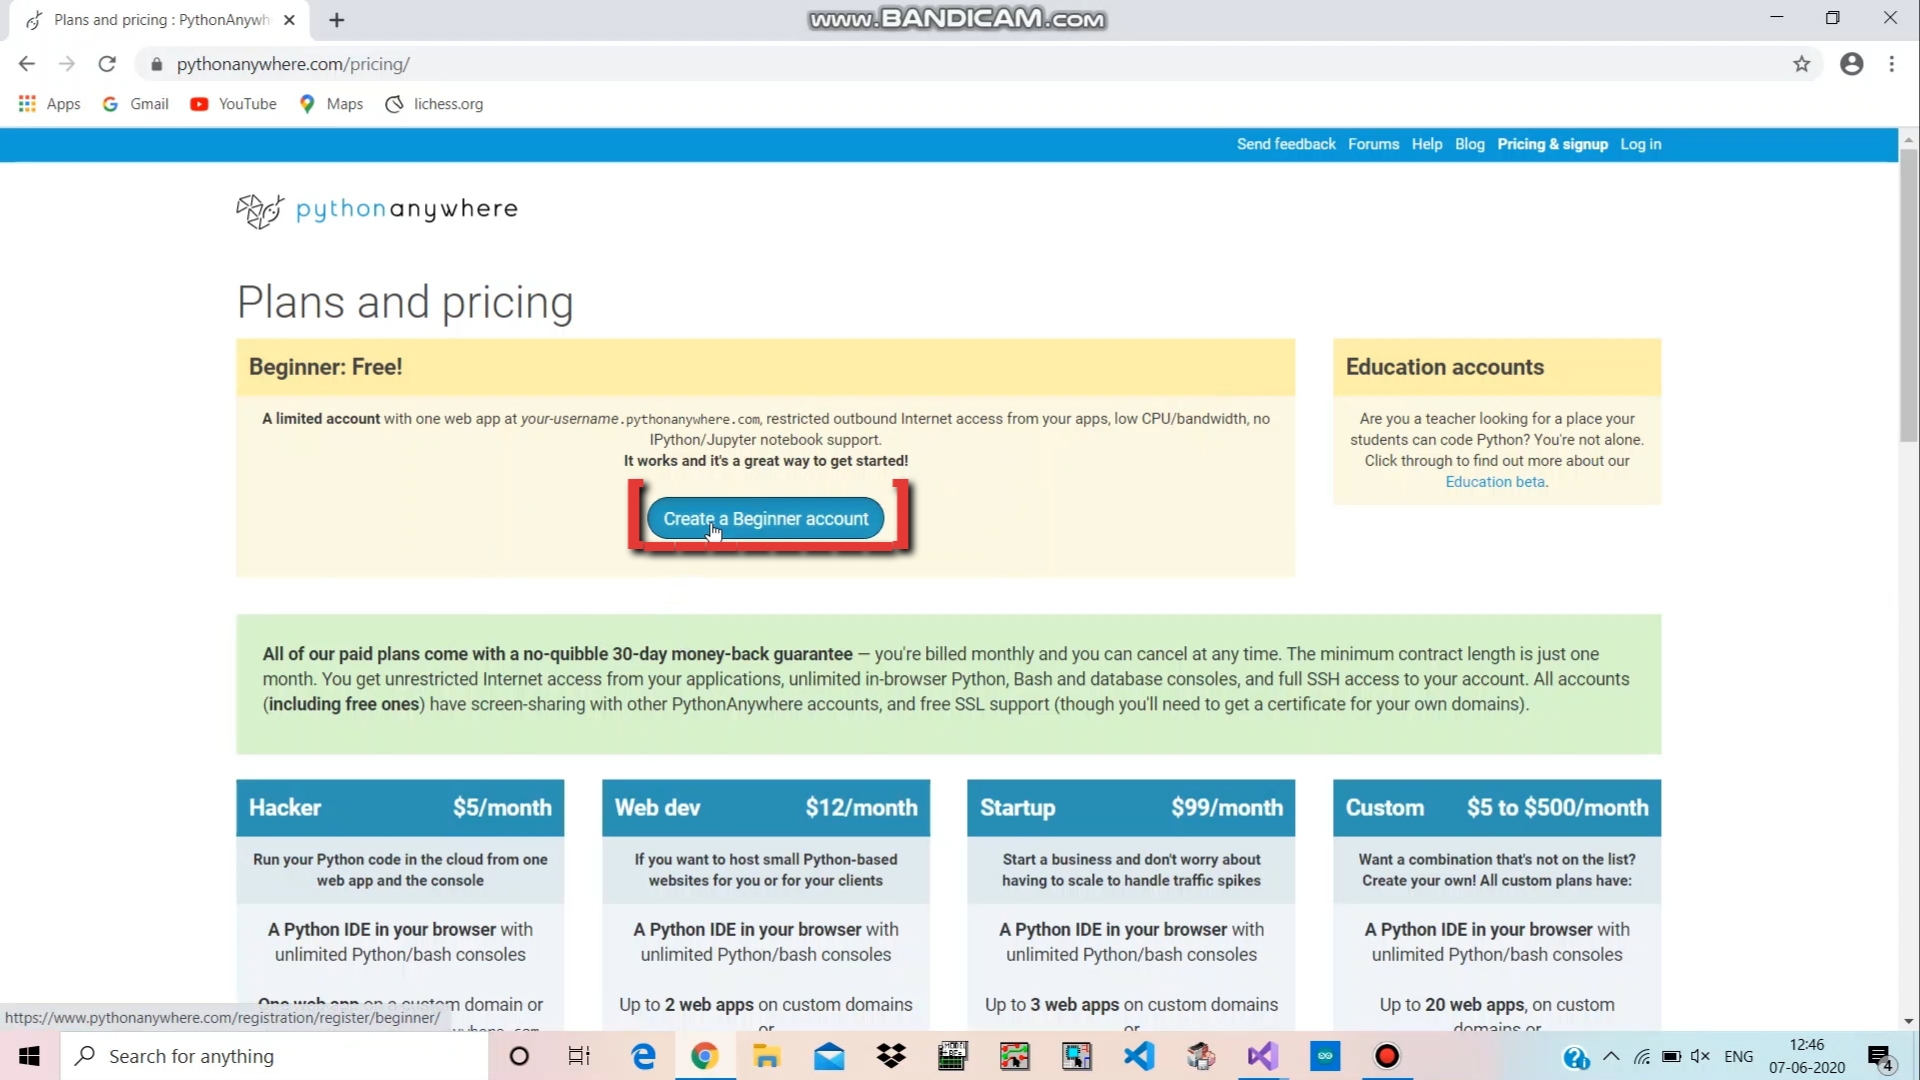 Plans and pricing : PythonAnywh
www.BANDICAM.com
pythonanywhere.com/pricing/
Apps Gmail YouTube Maps lichess.org
Send feedback Forums Help Blog Pricing & signup Log in
pythonanywhere
Plans and pricing
Beginner: Free!
A limited account with one web app at your-username.pythonanywhere.com, restricted outbound Internet access from your apps, low CPU/bandwidth, no
IPython/Jupyter notebook support.
It works and it's a great way to get started!
Create a Beginner account
Education accounts
Are you a teacher looking for a place your
students can code Python? You're not alone.
Click through to find out more about our
Education beta.
All of our paid plans come with a no-quibble 30-day money-back guarantee — you're billed monthly and you can cancel at any time. The minimum contract length is just one
month. You get unrestricted Internet access from your applications, unlimited in-browser Python, Bash and database consoles, and full SSH access to your account. All accounts
(including free ones) have screen-sharing with other PythonAnywhere accounts, and free SSL support (though you'll need to get a certificate for your own domains).
Hacker $5/month
Run your Python code in the cloud from one
web app and the console
A Python IDE in your browser with
unlimited Python/bash consoles
One web app on a custom domain or
Web dev $12/month
If you want to host small Python-based
websites for you or for your clients
A Python IDE in your browser with
unlimited Python/bash consoles
Up to 2 web apps on custom domains
or
Startup $99/month
Start a business and don't worry about
having to scale to handle traffic spikes
A Python IDE in your browser with
unlimited Python/bash consoles
Up to 3 web apps on custom domains
or
Custom $5 to $500/month
Want a combination that's not on the list?
Create your own! All custom plans have:
A Python IDE in your browser with
unlimited Python/bash consoles
Up to 20 web apps, on custom
domains or
https://www.pythonanywhere.com/registration/register/beginner/
Search for anything
ENG
12:46
07-06-2020
4